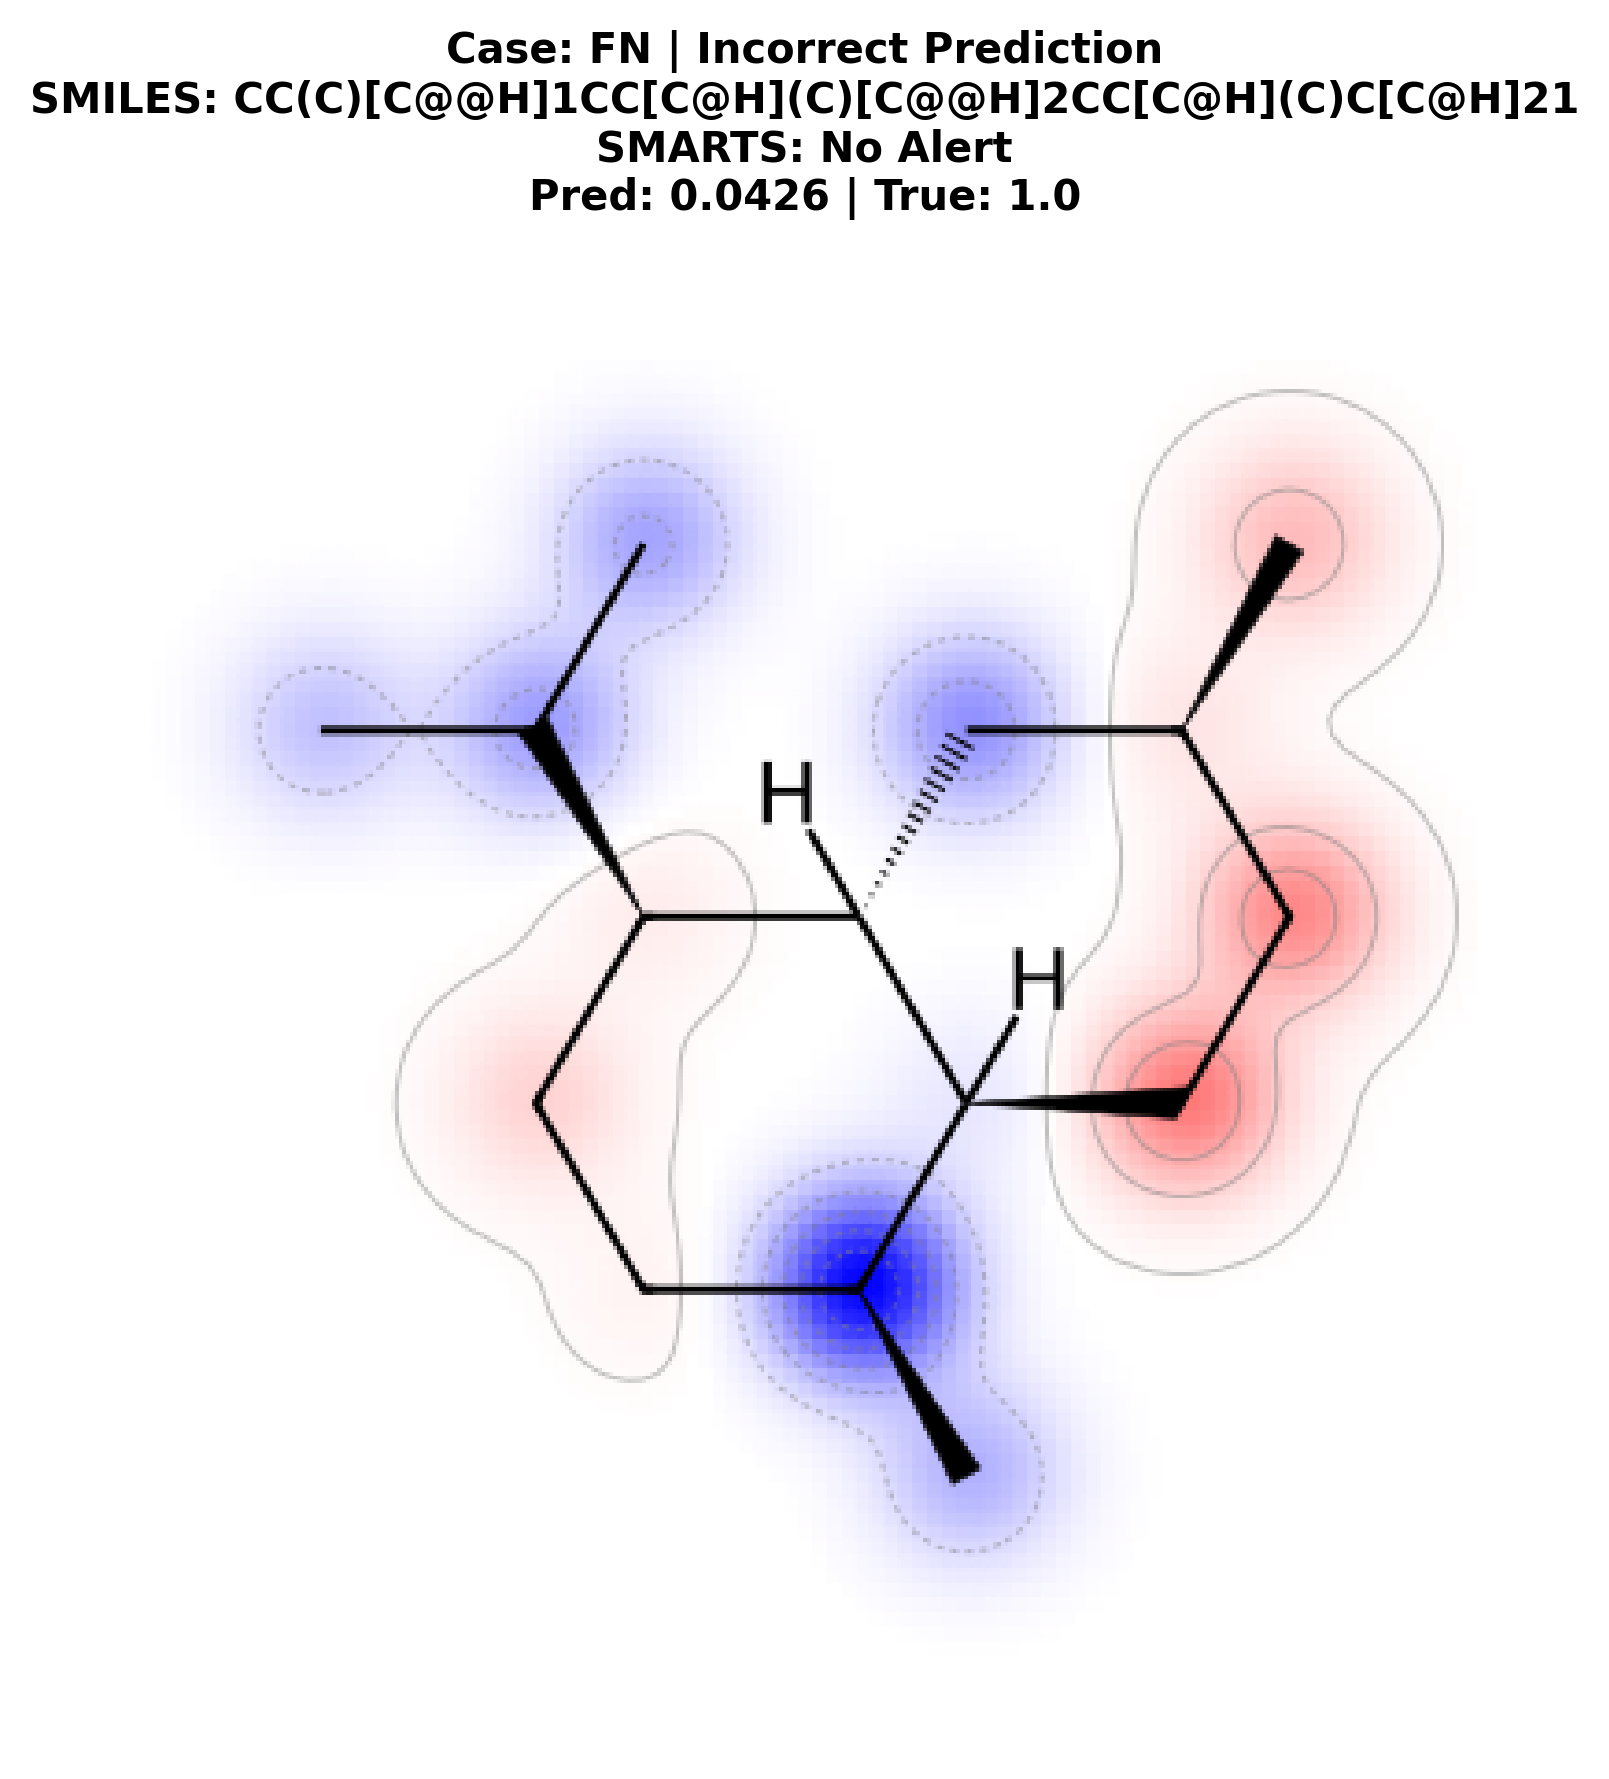 Case: FN | Incorrect Prediction
SMILES: CC(C)[C@@H]1CC[C@H](C)[C@@H]2CC[C@H](C)C[C@H]21
SMARTS: No Alert
Pred: 0.0426 | True: 1.0
H
H